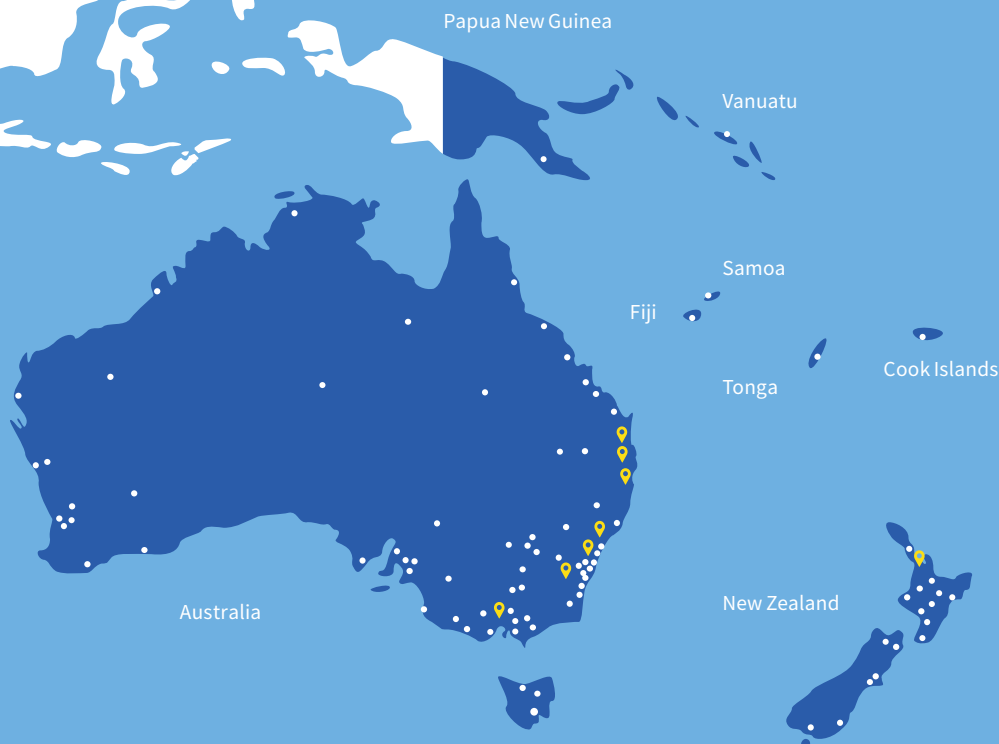 Papua New Guinea
Vanuatu
Samoa
Fiji
Cook Islands
Tonga
Australia
New Zealand